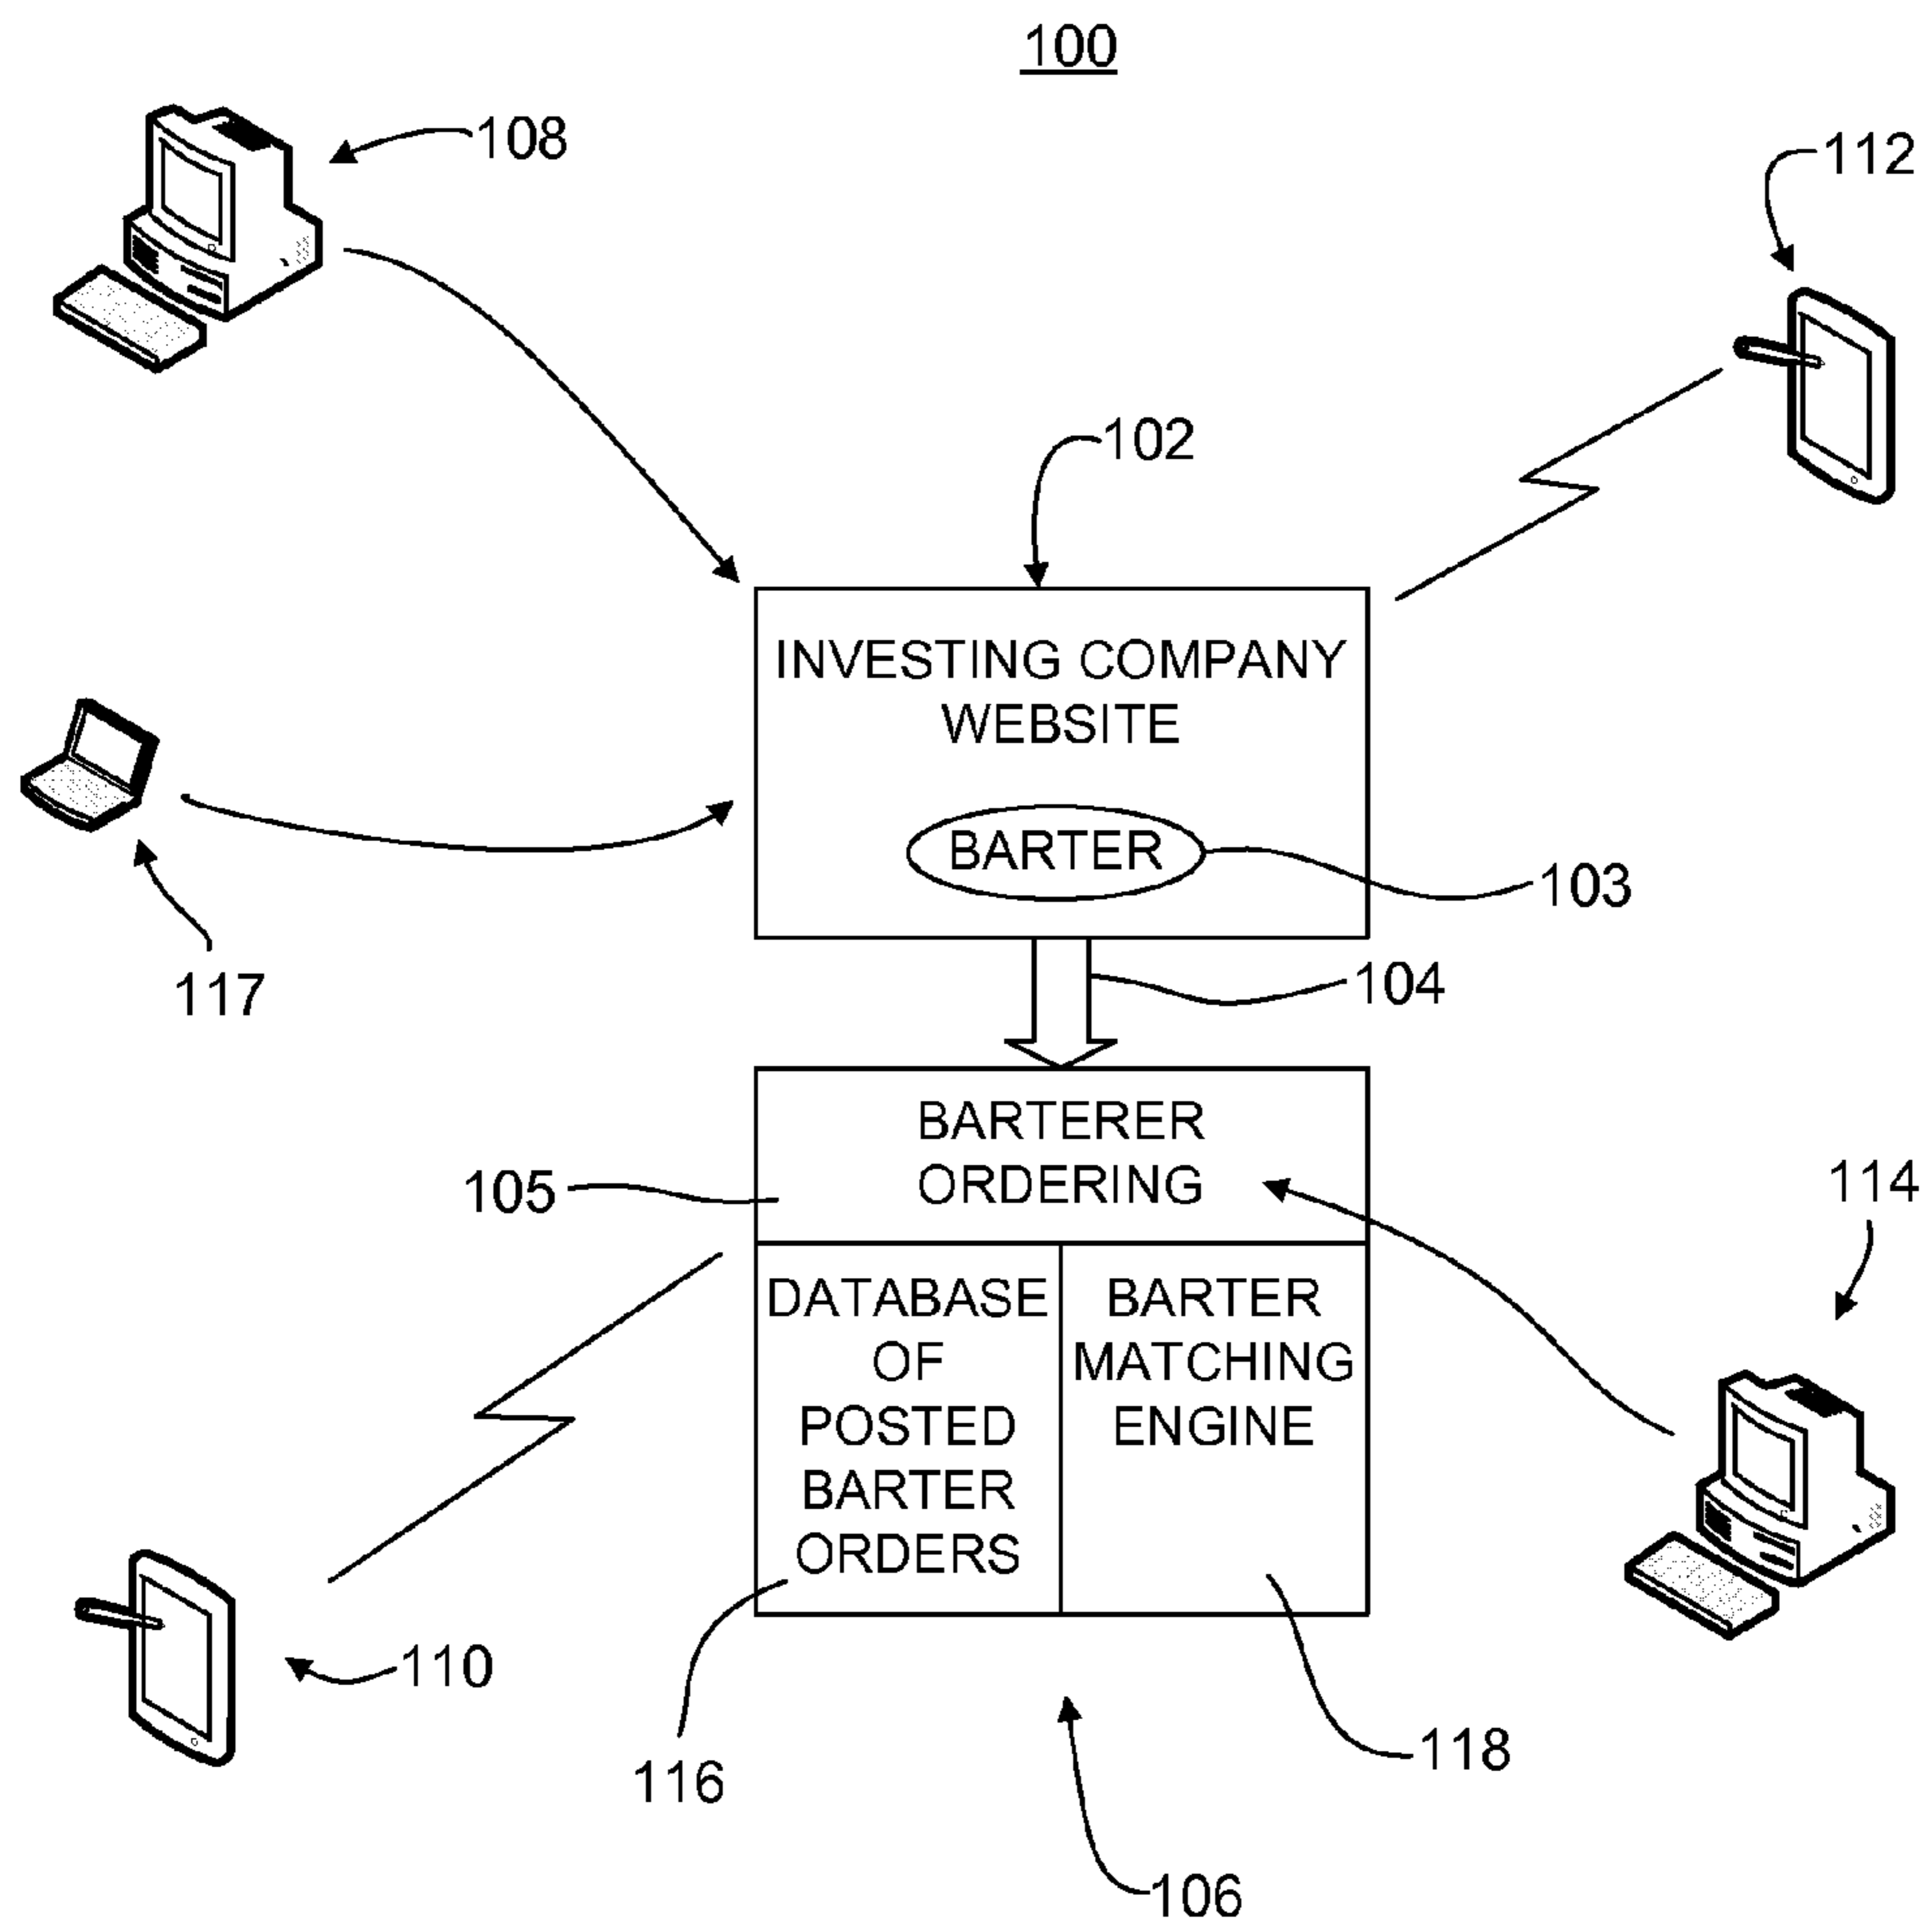 100
108
112
102
INVESTING COMPANY
WEBSITE
BARTER
103
117
104
BARTERER
ORDERING
105
114
DATABASE
OF
POSTED
BARTER
ORDERS
BARTER
MATCHING
ENGINE
110
116
118
106